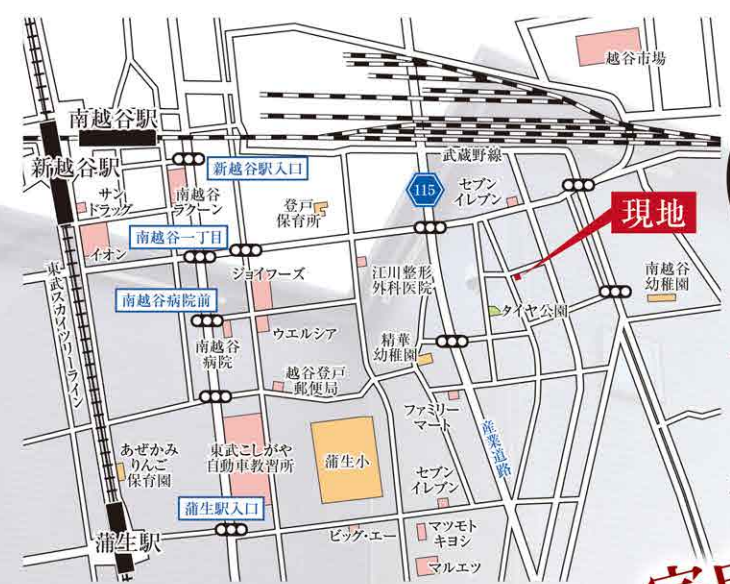 越谷市場
南越谷駅
新越谷駅
武蔵野線
新越谷駅入口
115
セブン
イレブン
現地
サン
ドラッグ
南越谷
ラクーン
登戸
保育所
南越谷一丁目
イオン
ジョイフーズ
江川整形
外科医院
南越谷
幼稚園
東武スカイツリーライン
南越谷病院前
タイヤ公園
ウエルシア
南越谷
病院
精華
幼稚園
越谷登戸
郵便局
ファミリー
マート
産業道路
あぜかみ
りんご
保育園
東武こしがや
自動車教習所
蒲生小
セブン
イレブン
蒲生駅入口
蒲生駅
ビッグ・エー
マツモト
キヨシ
マルエツ